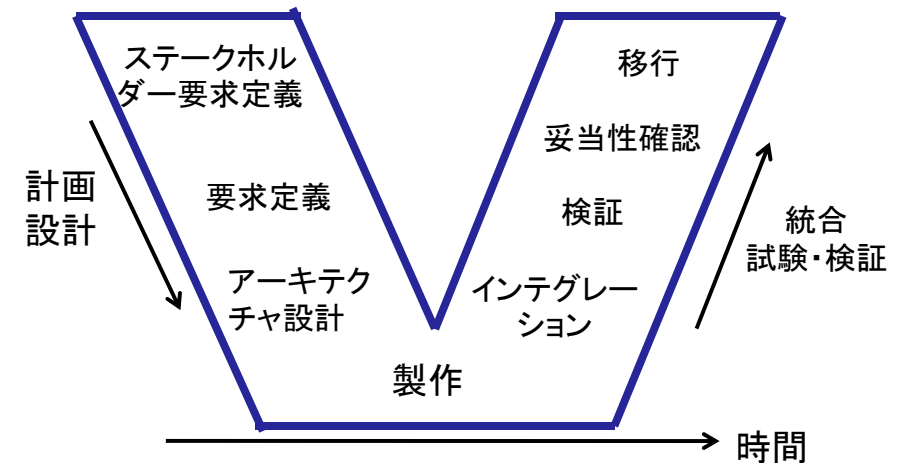 ステークホル
ダー要求定義
要求定義
アーキテク
チャ設計
計画
設計
製作
移行
妥当性確認
検証
インテグレー
ション
統合
試験・検証
時間